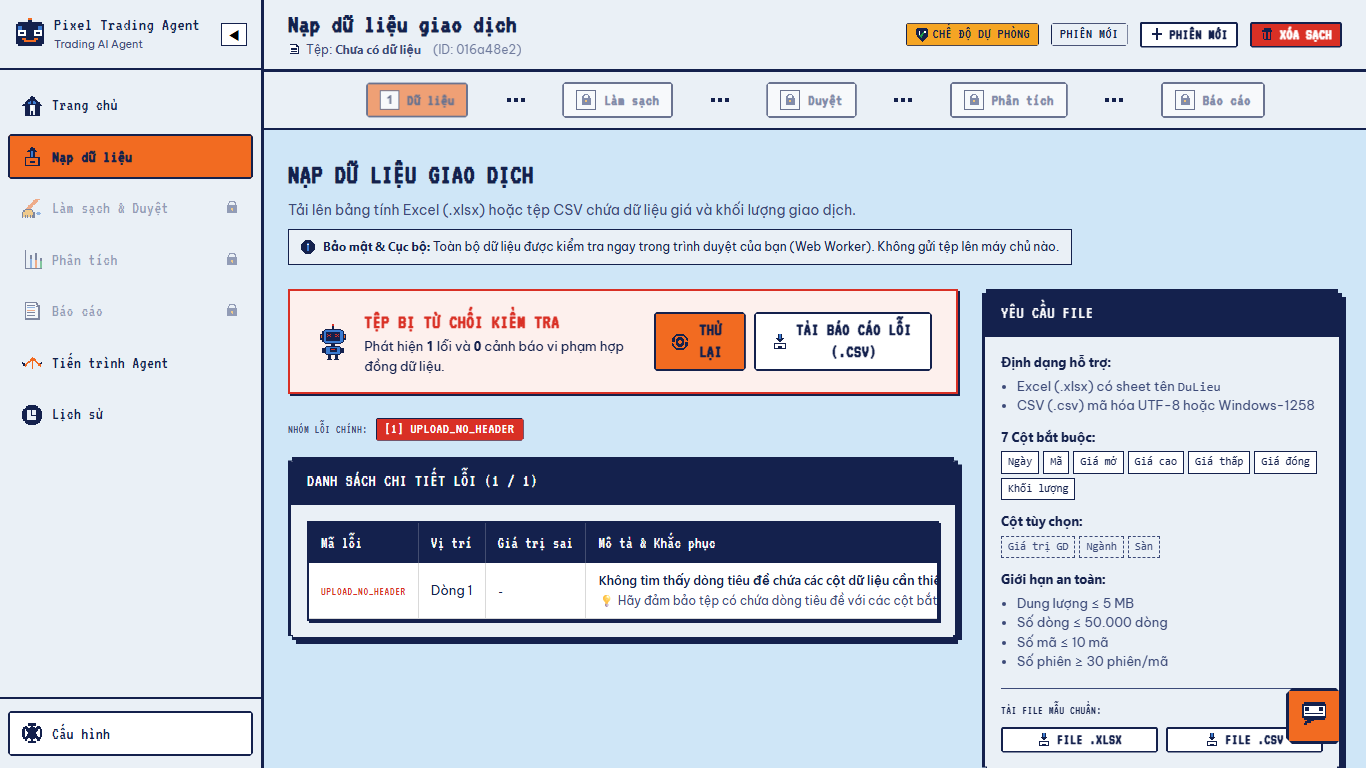 Pixel Trading Agent
Trading AI Agent
Trang chủ
Nạp dữ liệu
Làm sạch & Duyệt
Phân tích
Báo cáo
Tiến trình Agent
Lịch sử
Cấu hình
Nạp dữ liệu giao dịch
Tệp: Chưa có dữ liệu (ID: 016a48e2)
CHẾ ĐỘ DỰ PHÒNG
PHIÊN MỚI
PHIÊN MỚI
XÓA SẠCH
1 Dữ liệu
Làm sạch
Duyệt
Phân tích
Báo cáo
NẠP DỮ LIỆU GIAO DỊCH
Tải lên bảng tính Excel (.xlsx) hoặc tệp CSV chứa dữ liệu giá và khối lượng giao dịch.
Bảo mật & Cục bộ: Toàn bộ dữ liệu được kiểm tra ngay trong trình duyệt của bạn (Web Worker). Không gửi tệp lên máy chủ nào.
TỆP BỊ TỪ CHỐI KIỂM TRA
Phát hiện 1 lỗi và 0 cảnh báo vi phạm hợp
đồng dữ liệu.
THỬ
LẠI
TẢI BÁO CÁO LỖI
(.CSV)
NHÓM LỖI CHÍNH:
[1] UPLOAD_NO_HEADER
DANH SÁCH CHI TIẾT LỖI (1 / 1)
Mã lỗi Vị trí Giá trị sai Mô tả & Khắc phục
UPLOAD_NO_HEADER Dòng 1 -
Không tìm thấy dòng tiêu đề chứa các cột dữ liệu cần thiế
Hãy đảm bảo tệp có chứa dòng tiêu đề với các cột bắt
YÊU CẦU FILE
Định dạng hỗ trợ:
• Excel (.xlsx) có sheet tên DuLieu
• CSV (.csv) mã hóa UTF-8 hoặc Windows-1258
7 Cột bắt buộc:
Ngày Mã Giá mở Giá cao Giá thấp Giá đóng
Khối lượng
Cột tùy chọn:
Giá trị GD Ngành Sàn
Giới hạn an toàn:
• Dung lượng ≤ 5 MB
• Số dòng ≤ 50.000 dòng
• Số mã ≤ 10 mã
• Số phiên ≥ 30 phiên/mã
TẢI FILE MẪU CHUẨN:
FILE .XLSX
FILE .CSV